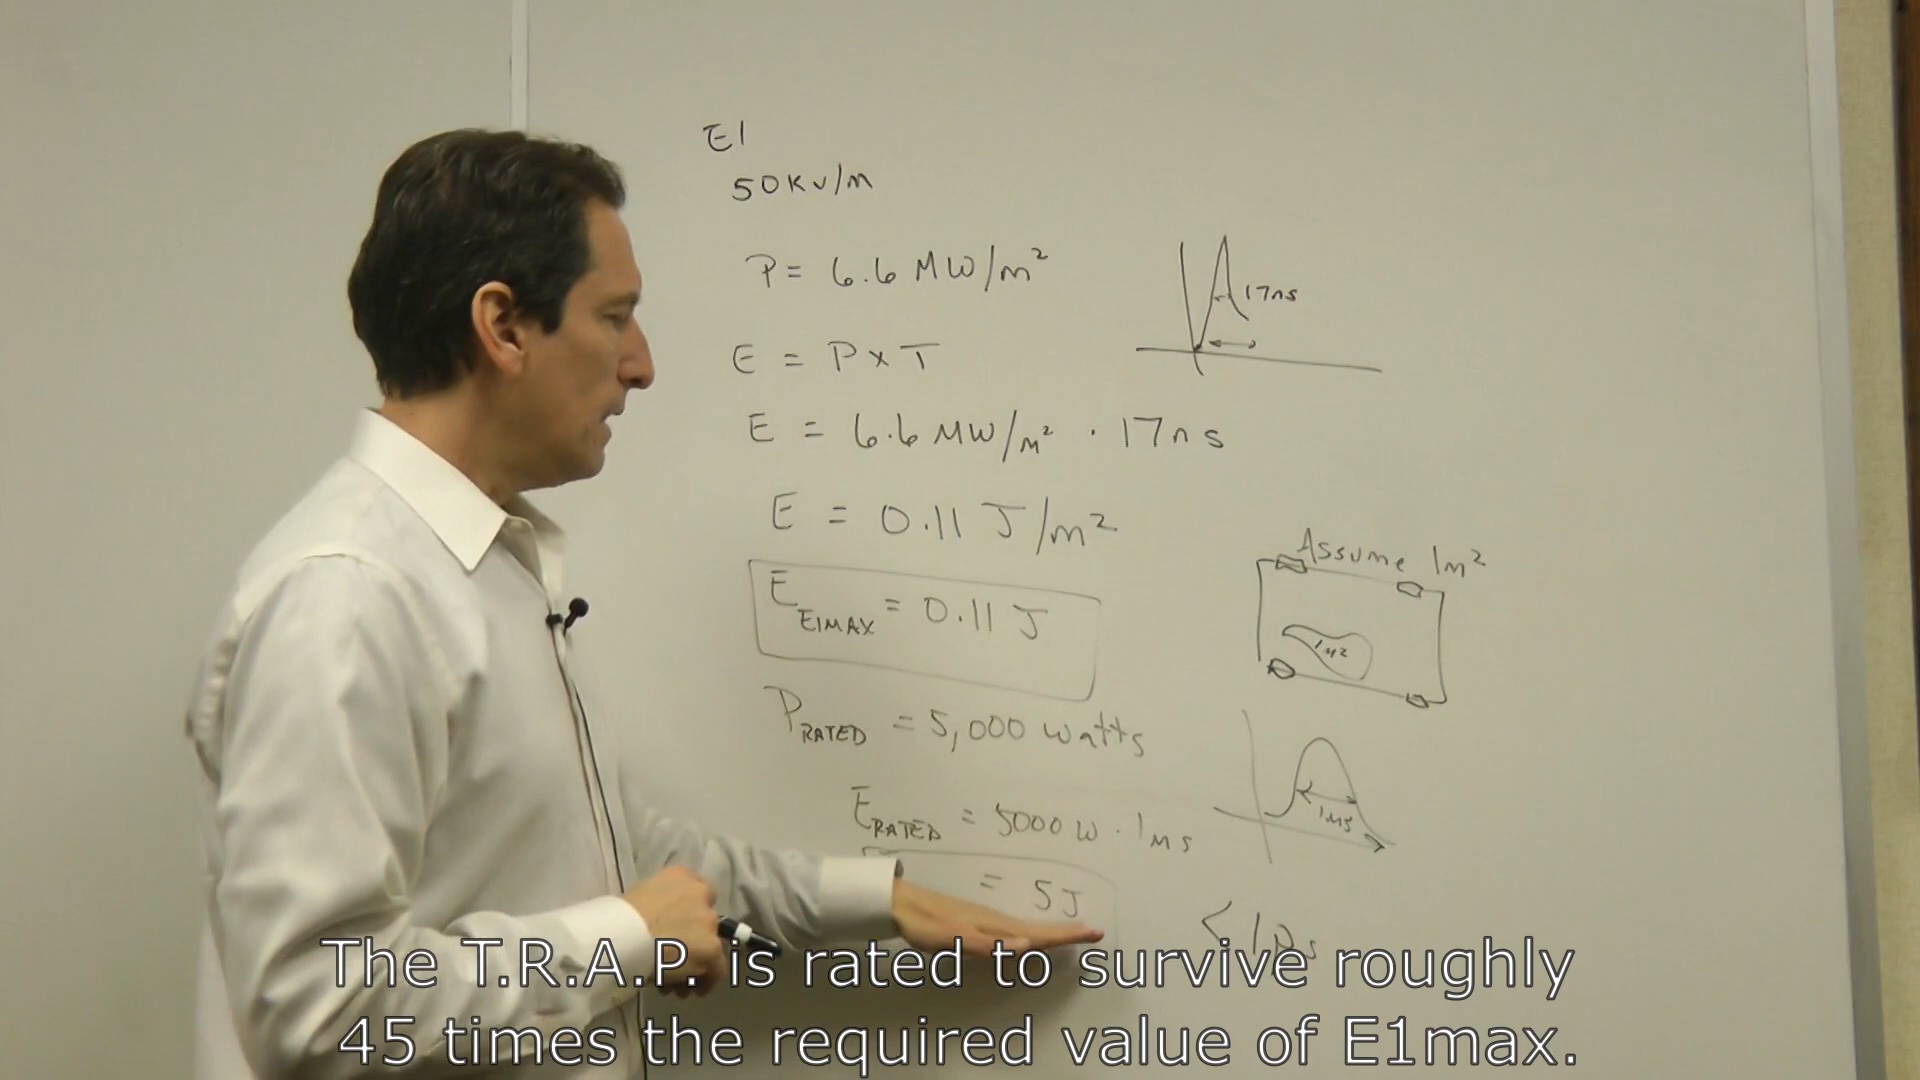 E1
50KV/M
P = 6.6 MW/m²
17ns
E = P x T
E = 6.6 MW/m² · 17ns
E = 0.11 J/m²
Assume 1m²
E E1MAX = 0.11 J
1M²
P RATED = 5,000 watts
E RATED = 5000 W · 1ms
1ms
= 5J
< 1ps
The T.R.A.P. is rated to survive roughly
45 times the required value of E1max.